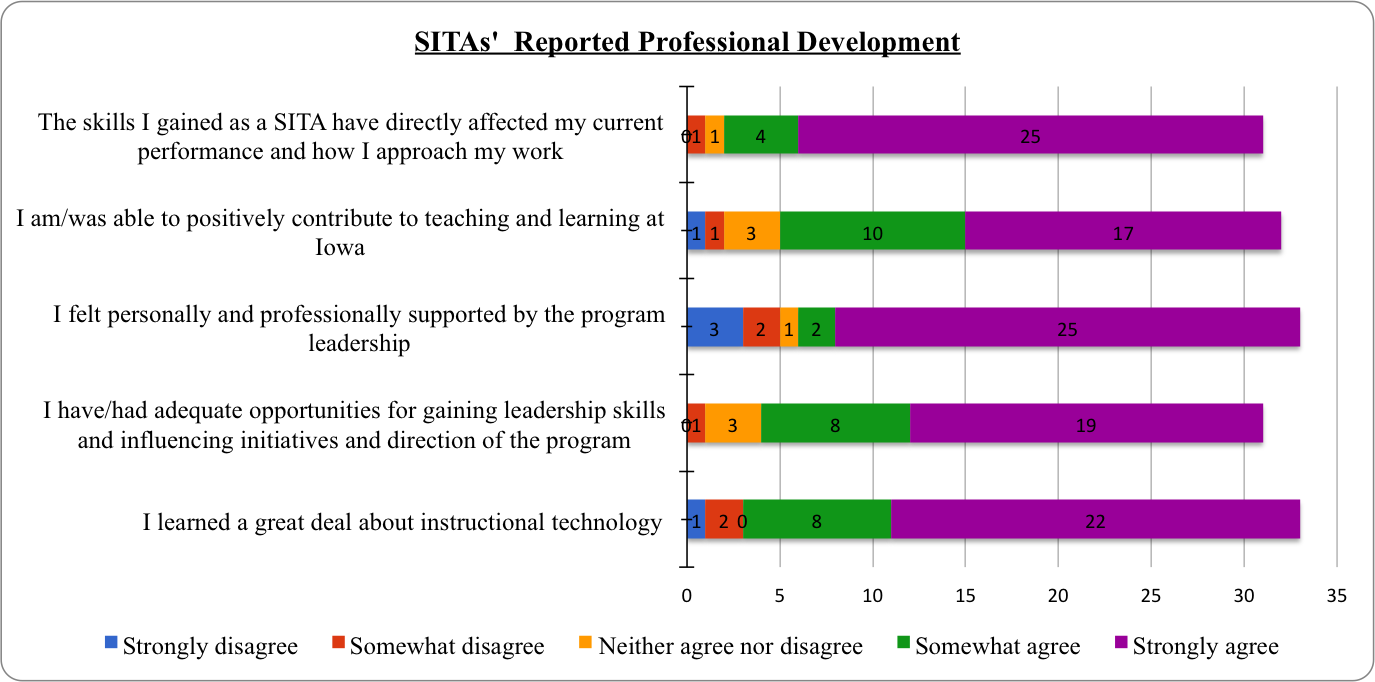 SITAs'  Reported Professional Development
The skills I gained as a SITA have directly affected my current
performance and how I approach my work
0 1 1 4 25
I am/was able to positively contribute to teaching and learning at
Iowa
1 1 3 10 17
I felt personally and professionally supported by the program
leadership
3 2 1 2 25
I have/had adequate opportunities for gaining leadership skills
and influencing initiatives and direction of the program
0 1 3 8 19
I learned a great deal about instructional technology
1 2 0 8 22
0 5 10 15 20 25 30 35
Strongly disagree Somewhat disagree Neither agree nor disagree Somewhat agree Strongly agree